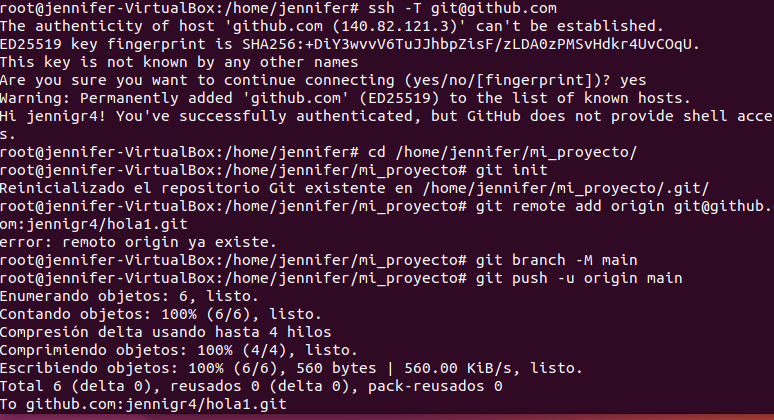 root@jennifer-VirtualBox:/home/jennifer# ssh -T git@github.com
The authenticity of host 'github.com (140.82.121.3)' can't be established.
ED25519 key fingerprint is SHA256:+DiY3wvvV6TuJJhbpZisF/zLDA0zPMSvHdkr4UvCOqU.
This key is not known by any other names
Are you sure you want to continue connecting (yes/no/[fingerprint])? yes
Warning: Permanently added 'github.com' (ED25519) to the list of known hosts.
Hi jennigr4! You've successfully authenticated, but GitHub does not provide shell acce
s.
root@jennifer-VirtualBox:/home/jennifer# cd /home/jennifer/mi_proyecto/
root@jennifer-VirtualBox:/home/jennifer/mi_proyecto# git init
Reinicializado el repositorio Git existente en /home/jennifer/mi_proyecto/.git/
root@jennifer-VirtualBox:/home/jennifer/mi_proyecto# git remote add origin git@github.
om:jennigr4/hola1.git
error: remoto origin ya existe.
root@jennifer-VirtualBox:/home/jennifer/mi_proyecto# git branch -M main
root@jennifer-VirtualBox:/home/jennifer/mi_proyecto# git push -u origin main
Enumerando objetos: 6, listo.
Contando objetos: 100% (6/6), listo.
Compresión delta usando hasta 4 hilos
Comprimiendo objetos: 100% (4/4), listo.
Escribiendo objetos: 100% (6/6), 560 bytes | 560.00 KiB/s, listo.
Total 6 (delta 0), reusados 0 (delta 0), pack-reusados 0
To github.com:jennigr4/hola1.git